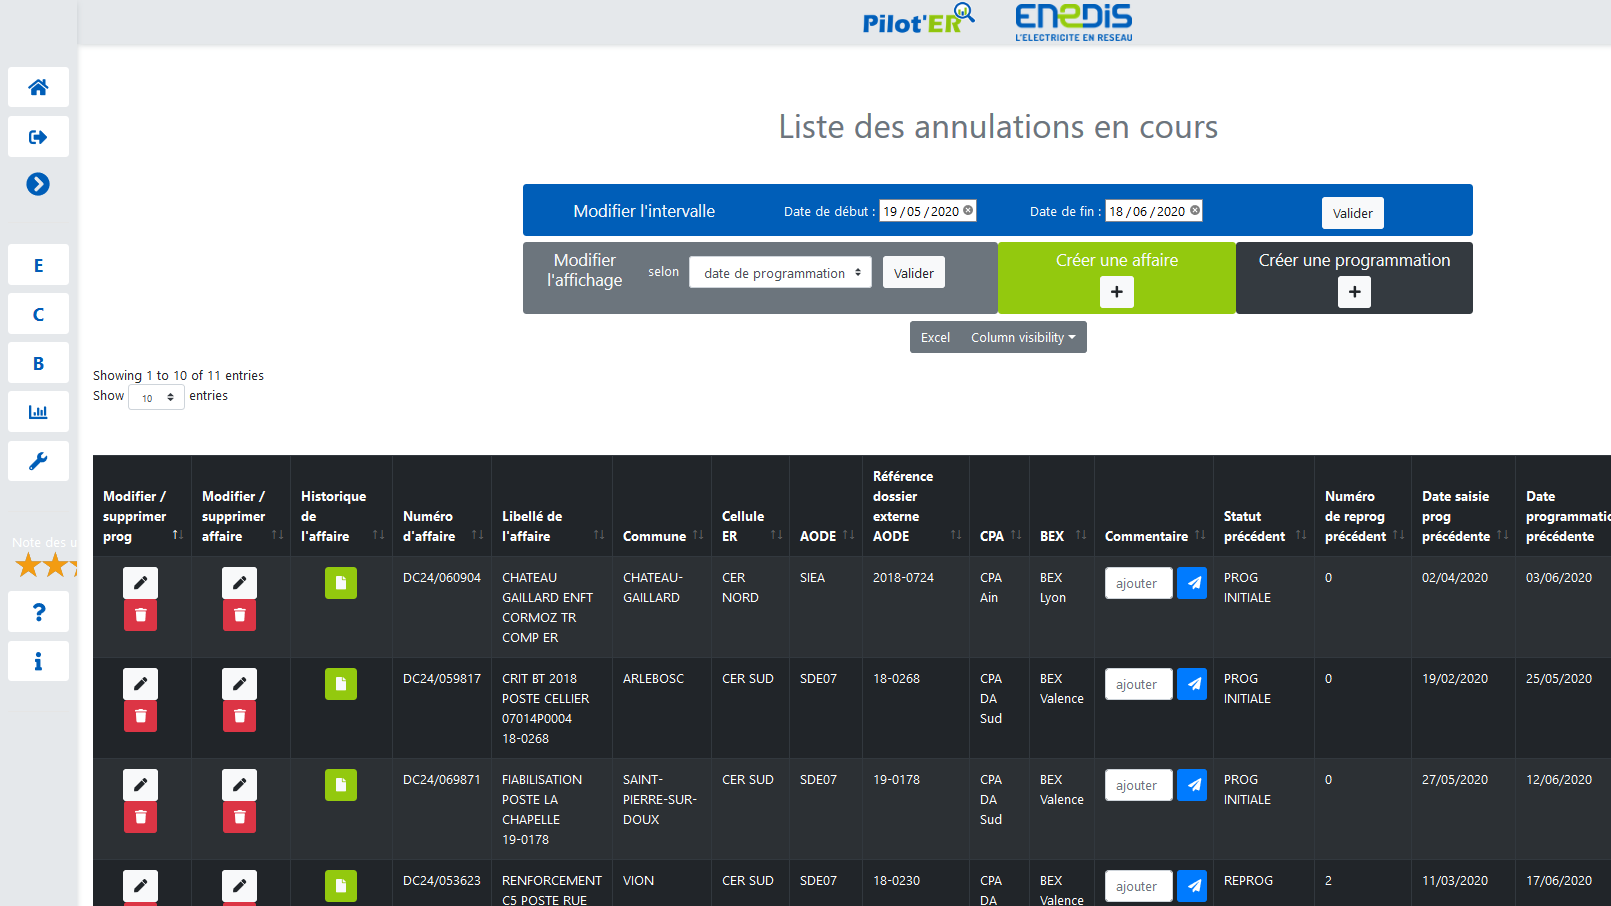 Pilot'ER
ENEDIS
L'ELECTRICITE EN RESEAU
Liste des annulations en cours
Modifier l'intervalle
Date de début : 19/05/2020
Date de fin : 18/06/2020
Valider
Modifier l'affichage
selon
date de programmation
Valider
Créer une affaire
+
Créer une programmation
+
Excel
Column visibility
E
C
B
Note des u
?
i
Showing 1 to 10 of 11 entries
Show 10 entries
Modifier / supprimer prog
Modifier / supprimer affaire
Historique de l'affaire
Numéro d'affaire
Libellé de l'affaire
Commune
Cellule ER
AODE
Référence dossier externe AODE
CPA
BEX
Commentaire
Statut précédent
Numéro de reprog précédent
Date saisie prog précédente
Date programmatio précédente
DC24/060904
CHATEAU GAILLARD ENFT CORMOZ TR COMP ER
CHATEAU-GAILLARD
CER NORD
SIEA
2018-0724
CPA Ain
BEX Lyon
ajouter
PROG INITIALE
0
02/04/2020
03/06/2020
DC24/059817
CRIT BT 2018 POSTE CELLIER 07014P0004 18-0268
ARLEBOSC
CER SUD
SDE07
18-0268
CPA DA Sud
BEX Valence
ajouter
PROG INITIALE
0
19/02/2020
25/05/2020
DC24/069871
FIABILISATION POSTE LA CHAPELLE 19-0178
SAINT-PIERRE-SUR-DOUX
CER SUD
SDE07
19-0178
CPA DA Sud
BEX Valence
ajouter
PROG INITIALE
0
27/05/2020
12/06/2020
DC24/053623
RENFORCEMENT C5 POSTE RUE
VION
CER SUD
SDE07
18-0230
CPA DA
BEX Valence
ajouter
REPROG
2
11/03/2020
17/06/2020